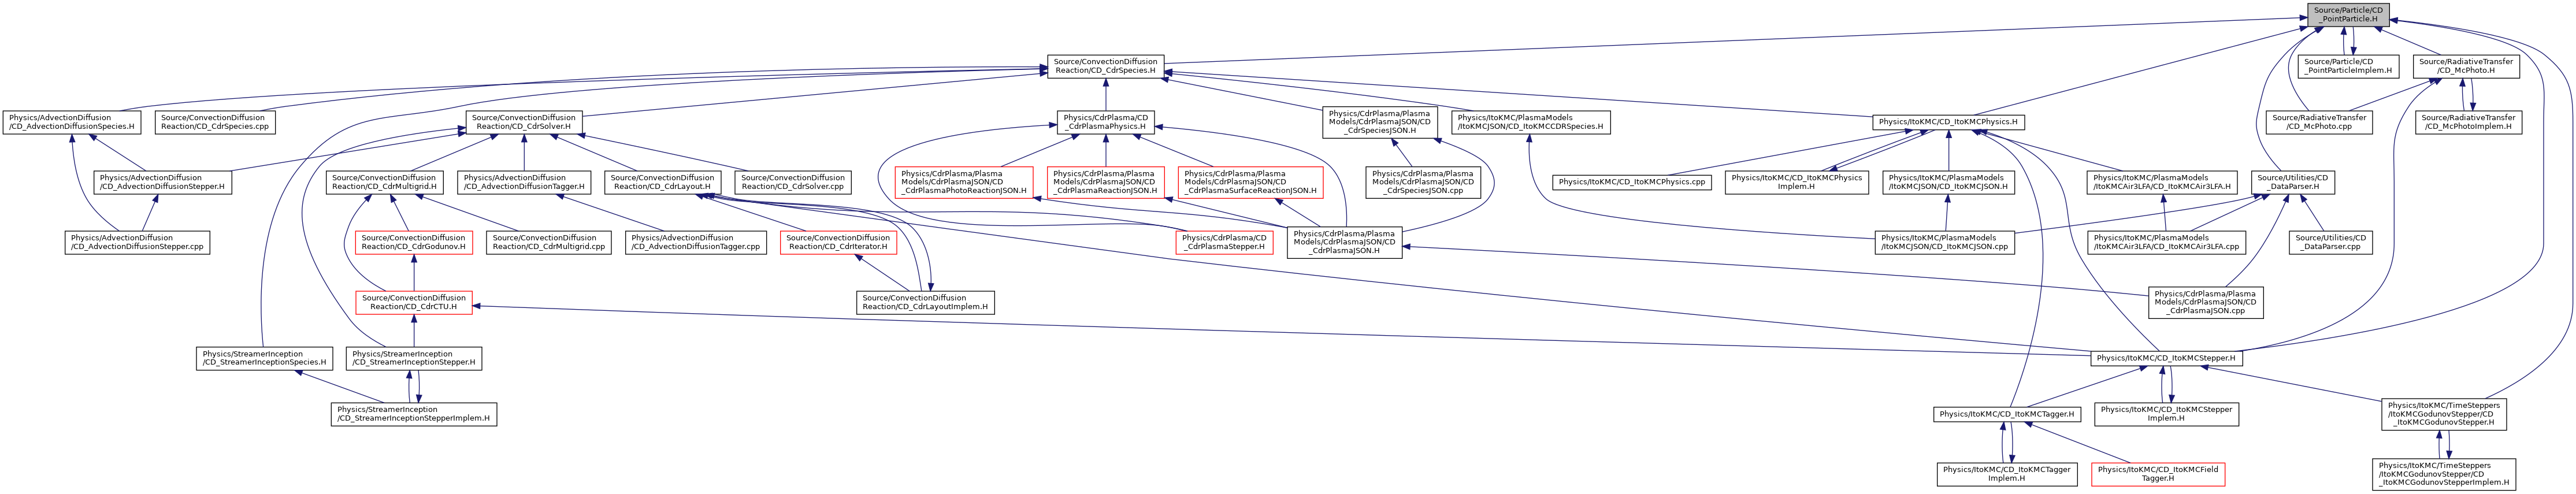 Source/Particle/CD
_PointParticle.H
Source/ConvectionDiffusion
Reaction/CD_CdrSpecies.H
Source/Particle/CD
_PointParticleImplem.H
Source/RadiativeTransfer
/CD_McPhoto.H
Physics/AdvectionDiffusion
/CD_AdvectionDiffusionSpecies.H
Source/ConvectionDiffusion
Reaction/CD_CdrSpecies.cpp
Source/ConvectionDiffusion
Reaction/CD_CdrSolver.H
Physics/CdrPlasma/CD
_CdrPlasmaPhysics.H
Physics/CdrPlasma/Plasma
Models/CdrPlasmaJSON/CD
_CdrSpeciesJSON.H
Physics/ItoKMC/PlasmaModels
/ItoKMCJSON/CD_ItoKMCCDRSpecies.H
Physics/ItoKMC/CD_ItoKMCPhysics.H
Source/RadiativeTransfer
/CD_McPhoto.cpp
Source/RadiativeTransfer
/CD_McPhotoImplem.H
Physics/AdvectionDiffusion
/CD_AdvectionDiffusionStepper.H
Source/ConvectionDiffusion
Reaction/CD_CdrMultigrid.H
Physics/AdvectionDiffusion
/CD_AdvectionDiffusionTagger.H
Source/ConvectionDiffusion
Reaction/CD_CdrLayout.H
Source/ConvectionDiffusion
Reaction/CD_CdrSolver.cpp
Physics/CdrPlasma/Plasma
Models/CdrPlasmaJSON/CD
_CdrPlasmaPhotoReactionJSON.H
Physics/CdrPlasma/Plasma
Models/CdrPlasmaJSON/CD
_CdrPlasmaReactionJSON.H
Physics/CdrPlasma/Plasma
Models/CdrPlasmaJSON/CD
_CdrPlasmaSurfaceReactionJSON.H
Physics/CdrPlasma/Plasma
Models/CdrPlasmaJSON/CD
_CdrSpeciesJSON.cpp
Physics/ItoKMC/CD_ItoKMCPhysics.cpp
Physics/ItoKMC/CD_ItoKMCPhysics
Implem.H
Physics/ItoKMC/PlasmaModels
/ItoKMCJSON/CD_ItoKMCJSON.H
Physics/ItoKMC/PlasmaModels
/ItoKMCAir3LFA/CD_ItoKMCAir3LFA.H
Source/Utilities/CD
_DataParser.H
Physics/AdvectionDiffusion
/CD_AdvectionDiffusionStepper.cpp
Source/ConvectionDiffusion
Reaction/CD_CdrGodunov.H
Source/ConvectionDiffusion
Reaction/CD_CdrMultigrid.cpp
Physics/AdvectionDiffusion
/CD_AdvectionDiffusionTagger.cpp
Source/ConvectionDiffusion
Reaction/CD_CdrIterator.H
Physics/CdrPlasma/CD
_CdrPlasmaStepper.H
Physics/CdrPlasma/Plasma
Models/CdrPlasmaJSON/CD
_CdrPlasmaJSON.H
Physics/ItoKMC/PlasmaModels
/ItoKMCJSON/CD_ItoKMCJSON.cpp
Physics/ItoKMC/PlasmaModels
/ItoKMCAir3LFA/CD_ItoKMCAir3LFA.cpp
Source/Utilities/CD
_DataParser.cpp
Source/ConvectionDiffusion
Reaction/CD_CdrCTU.H
Source/ConvectionDiffusion
Reaction/CD_CdrLayoutImplem.H
Physics/CdrPlasma/Plasma
Models/CdrPlasmaJSON/CD
_CdrPlasmaJSON.cpp
Physics/StreamerInception
/CD_StreamerInceptionSpecies.H
Physics/StreamerInception
/CD_StreamerInceptionStepper.H
Physics/ItoKMC/CD_ItoKMCStepper.H
Physics/StreamerInception
/CD_StreamerInceptionStepperImplem.H
Physics/ItoKMC/CD_ItoKMCTagger.H
Physics/ItoKMC/CD_ItoKMCStepper
Implem.H
Physics/ItoKMC/TimeSteppers
/ItoKMCGodunovStepper/CD
_ItoKMCGodunovStepper.H
Physics/ItoKMC/CD_ItoKMCTagger
Implem.H
Physics/ItoKMC/CD_ItoKMCField
Tagger.H
Physics/ItoKMC/TimeSteppers
/ItoKMCGodunovStepper/CD
_ItoKMCGodunovStepperImplem.H